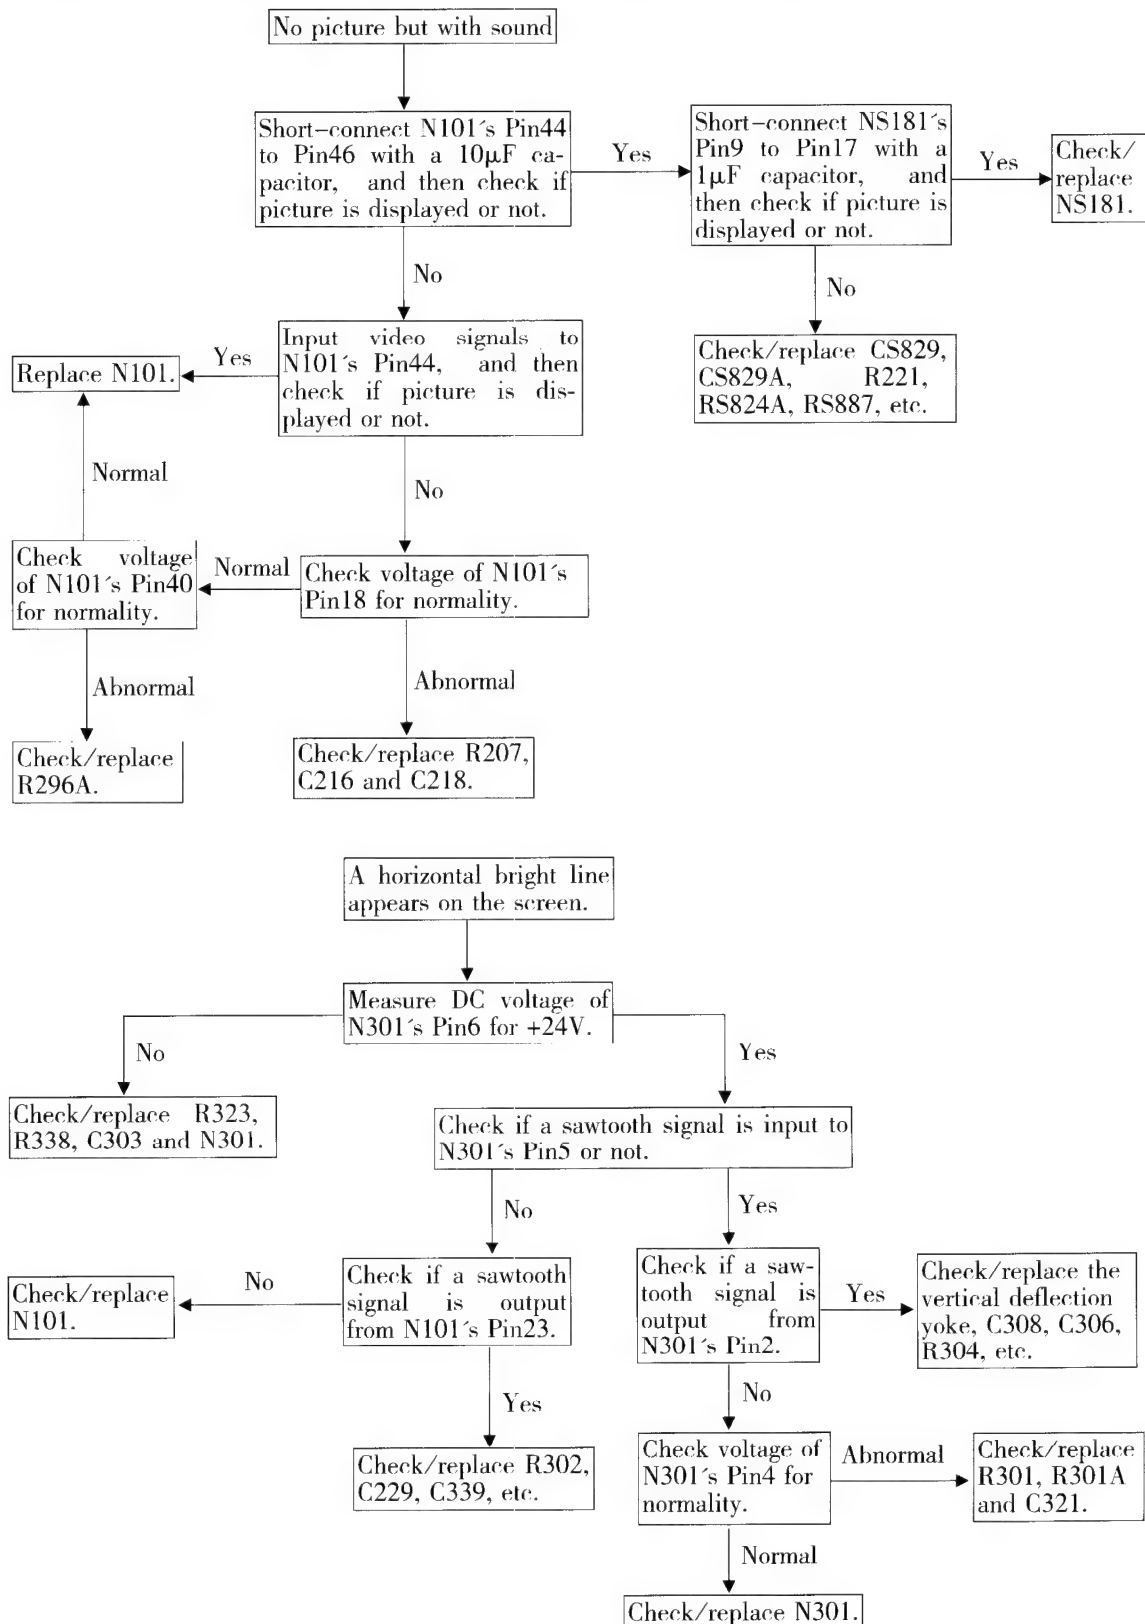 No picture but with sound
Short-connect N101´s Pin44
to Pin46 with a 10μF ca-
pacitor, and then check if
picture is displayed or not.
Yes
Short-connect NS181´s
Pin9 to Pin17 with a
1μF capacitor, and
then check if picture is
displayed or not.
Yes
Check/
replace
NS181.
No
No
Input video signals to
N101´s Pin44, and then
check if picture is dis-
played or not.
Yes
Replace N101.
Check/replace CS829,
CS829A, R221,
RS824A, RS887, etc.
Normal
No
Check voltage
of N101´s Pin40
for normality.
Normal
Check voltage of N101´s
Pin18 for normality.
Abnormal
Abnormal
Check/replace
R296A.
Check/replace R207,
C216 and C218.
A horizontal bright line
appears on the screen.
Measure DC voltage of
N301´s Pin6 for +24V.
No
Yes
Check/replace R323,
R338, C303 and N301.
Check if a sawtooth signal is input to
N301´s Pin5 or not.
No
Yes
Check/replace
N101.
No
Check if a sawtooth
signal is output
from N101´s Pin23.
Check if a saw-
tooth signal is
output from
N301´s Pin2.
Yes
Check/replace the
vertical deflection
yoke, C308, C306,
R304, etc.
Yes
No
Check/replace R302,
C229, C339, etc.
Check voltage of
N301´s Pin4 for
normality.
Abnormal
Check/replace
R301, R301A
and C321.
Normal
Check/replace N301.